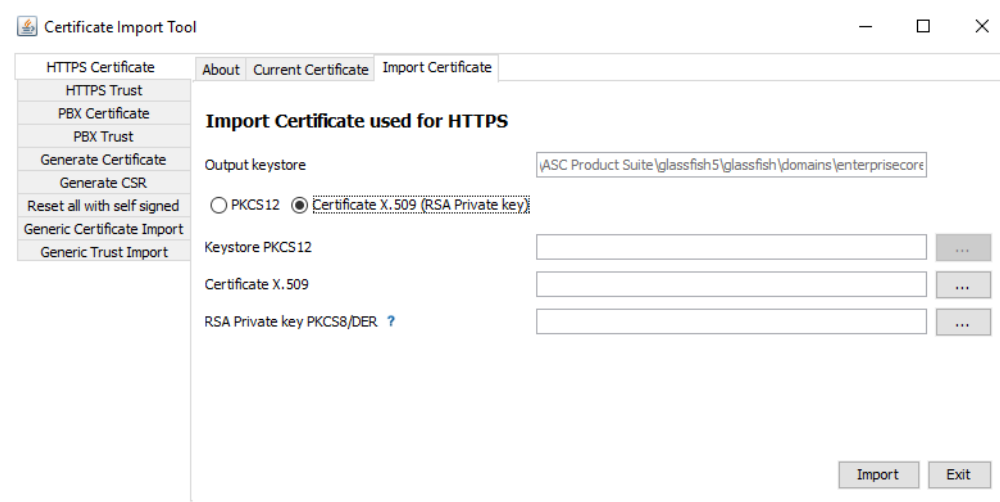 Certificate Import Tool
HTTPS Certificate
HTTPS Trust
PBX Certificate
PBX Trust
Generate Certificate
Generate CSR
Reset all with self signed
Generic Certificate Import
Generic Trust Import
About Current Certificate Import Certificate
Import Certificate used for HTTPS
Output keystore \ASC Product Suite\glassfish5\glassfish\domains\enterprisecore
PKCS12 Certificate X.509 (RSA Private key)
Keystore PKCS12 ...
Certificate X.509 ...
RSA Private key PKCS8/DER ? ...
Import Exit